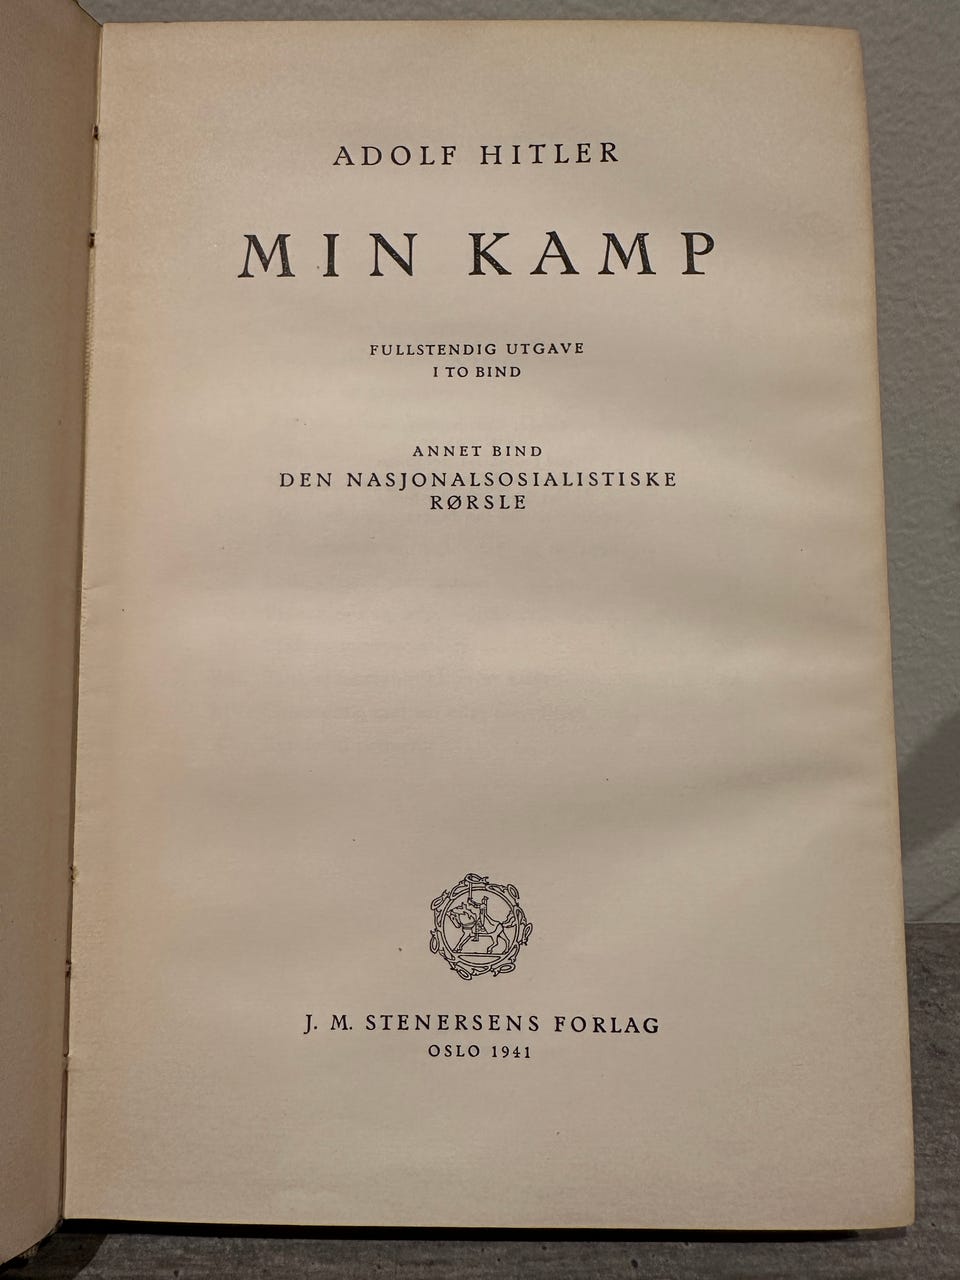 ADOLF HITLER
MIN KAMP
FULLSTENDIG UTGAVE
I TO BIND
ANNET BIND
DEN NASJONALSOSIALISTISKE
RØRSLE
J. M. STENERSENS FORLAG
OSLO 1941